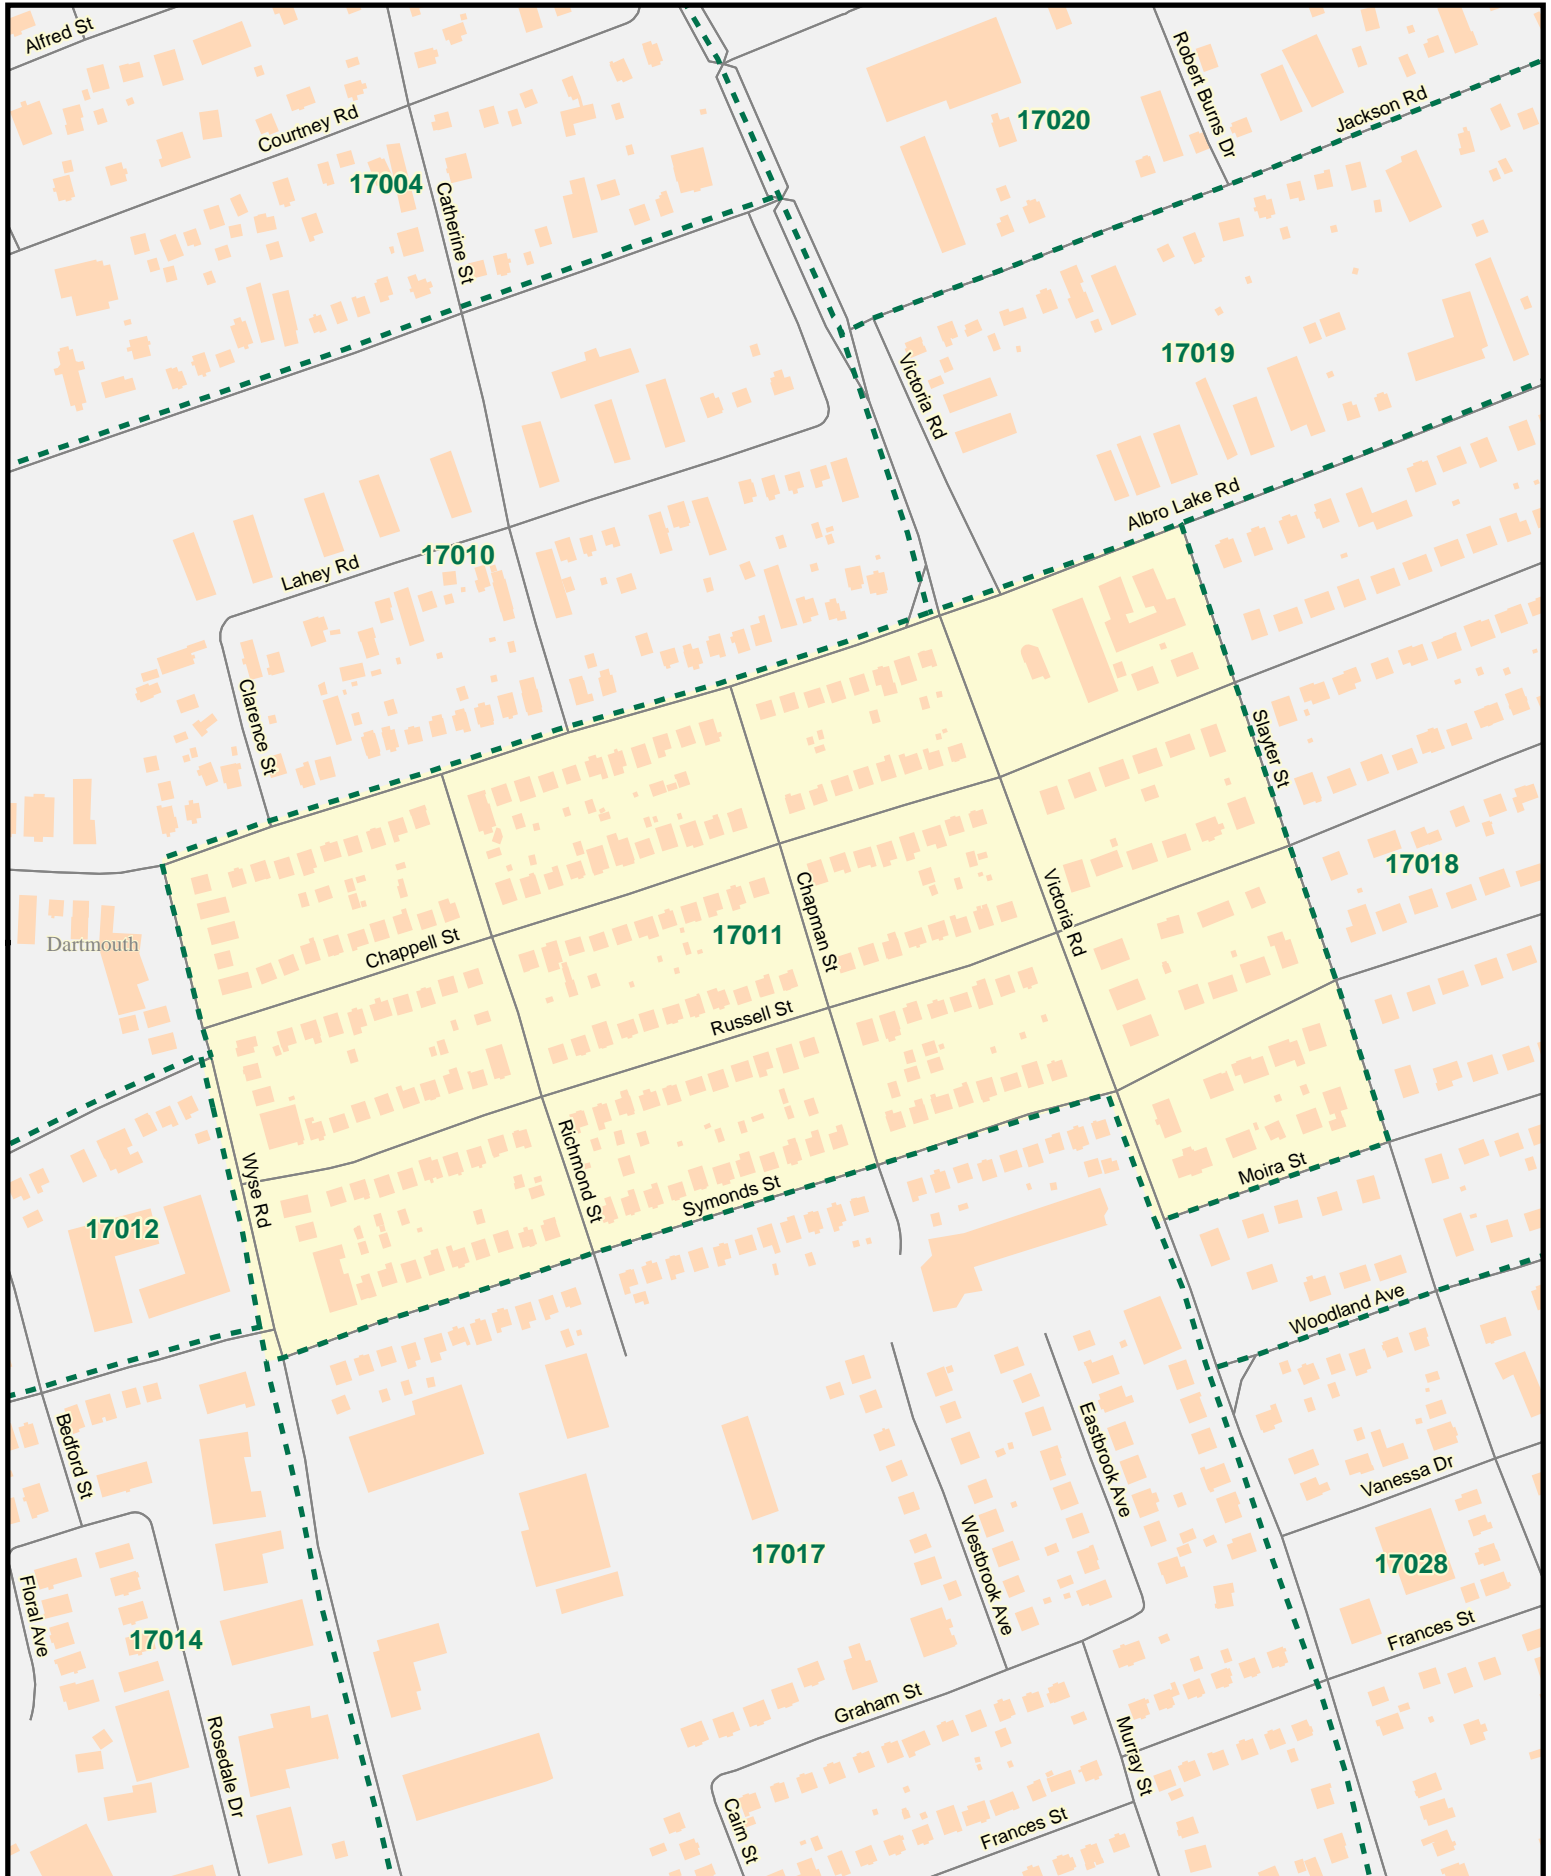 Alfred St
Courtney Rd
17004
Catherine St
17020
Robert Burns Dr
Jackson Rd
17019
Victoria Rd
Albro Lake Rd
17010
Lahey Rd
Clarence St
Slayter St
17018
Victoria Rd
Chapman St
17011
Chappell St
Dartmouth
Russell St
Richmond St
Symonds St
Moira St
Wyse Rd
17012
Woodland Ave
Bedford St
Eastbrook Ave
Vanessa Dr
17028
Westbrook Ave
17017
Floral Ave
17014
Frances St
Graham St
Rosedale Dr
Murray St
Cairn St
Frances St